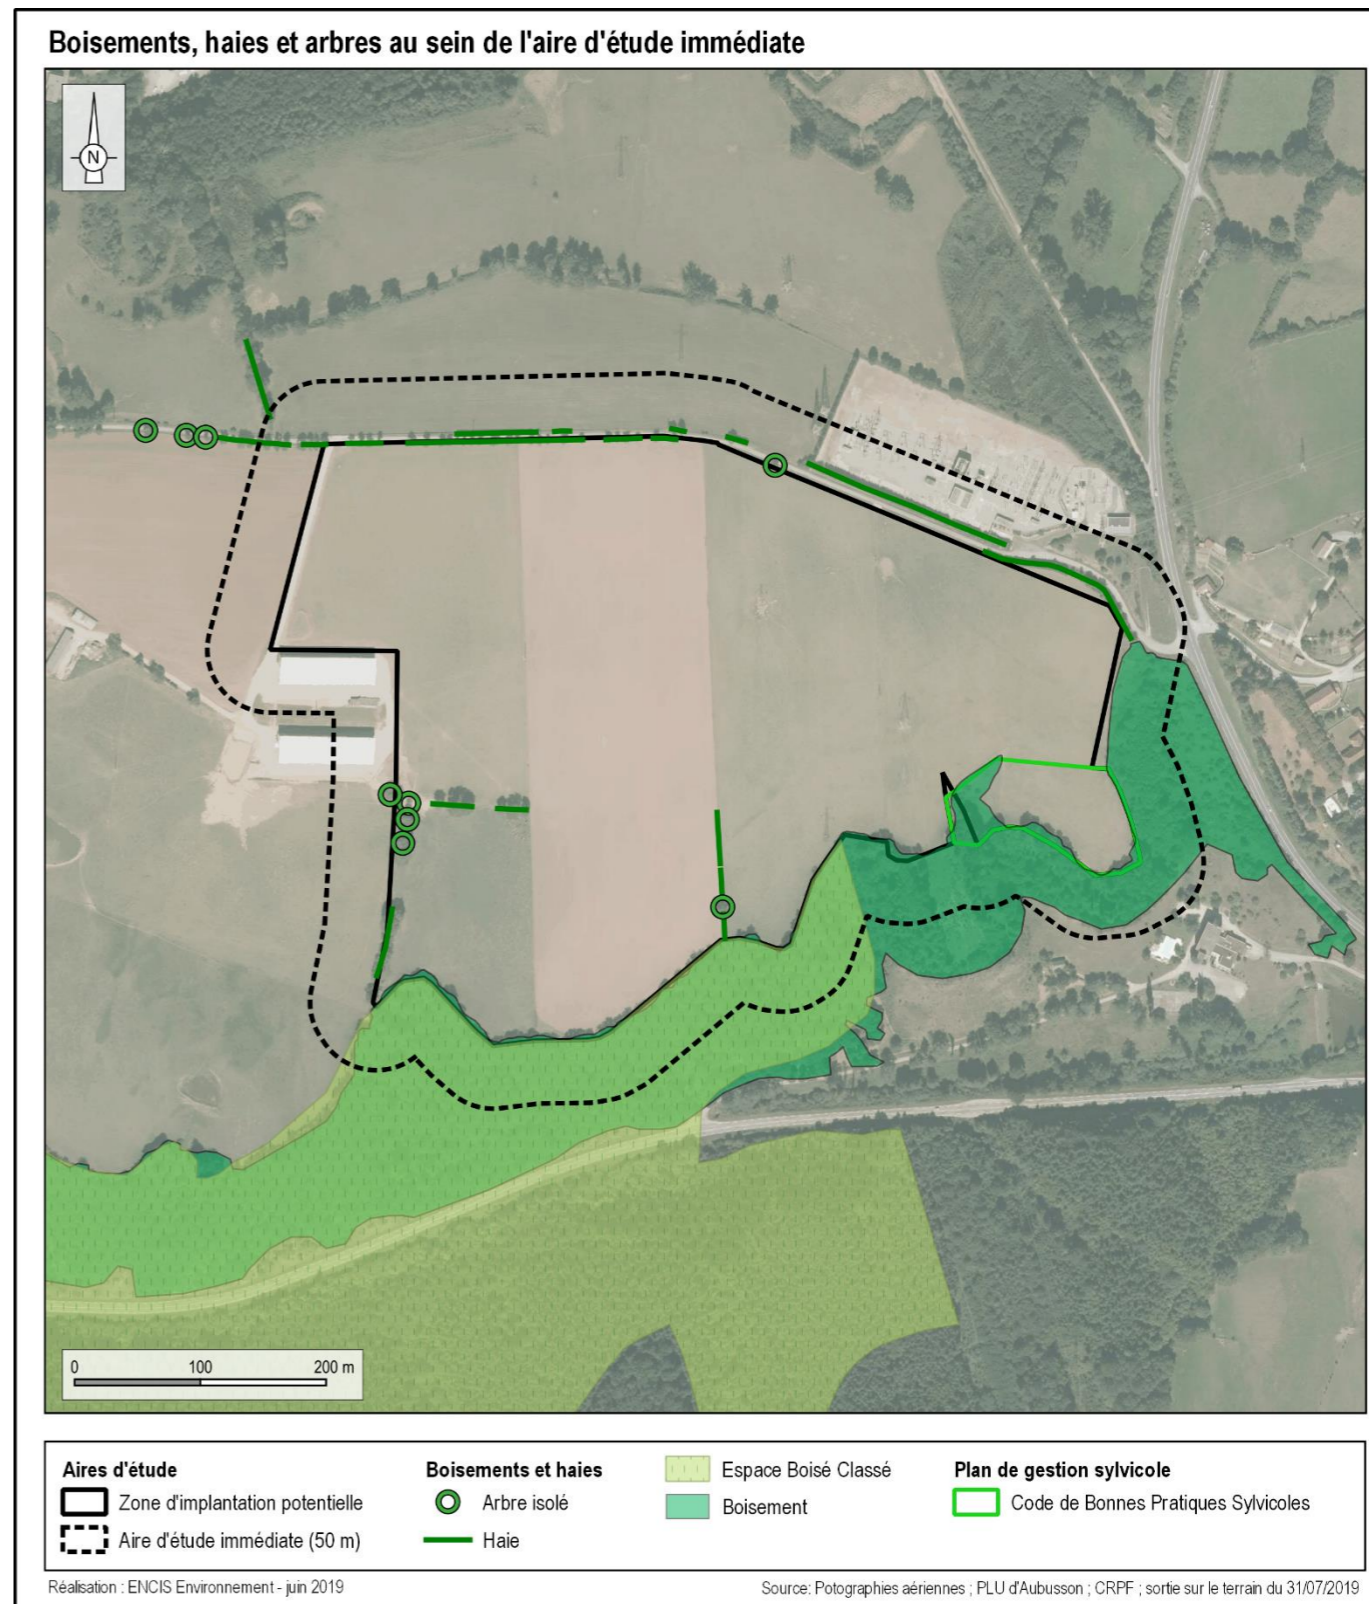 Boisements, haies et arbres au sein de l'aire d'étude immédiate
N
0 100 200 m
Aires d'étude
Zone d'implantation potentielle
Aire d'étude immédiate (50 m)
Boisements et haies
Arbre isolé
Haie
Espace Boisé Classé
Boisement
Plan de gestion sylvicole
Code de Bonnes Pratiques Sylvicoles
Réalisation : ENCIS Environnement - juin 2019
Source: Potographies aériennes ; PLU d'Aubusson ; CRPF ; sortie sur le terrain du 31/07/2019